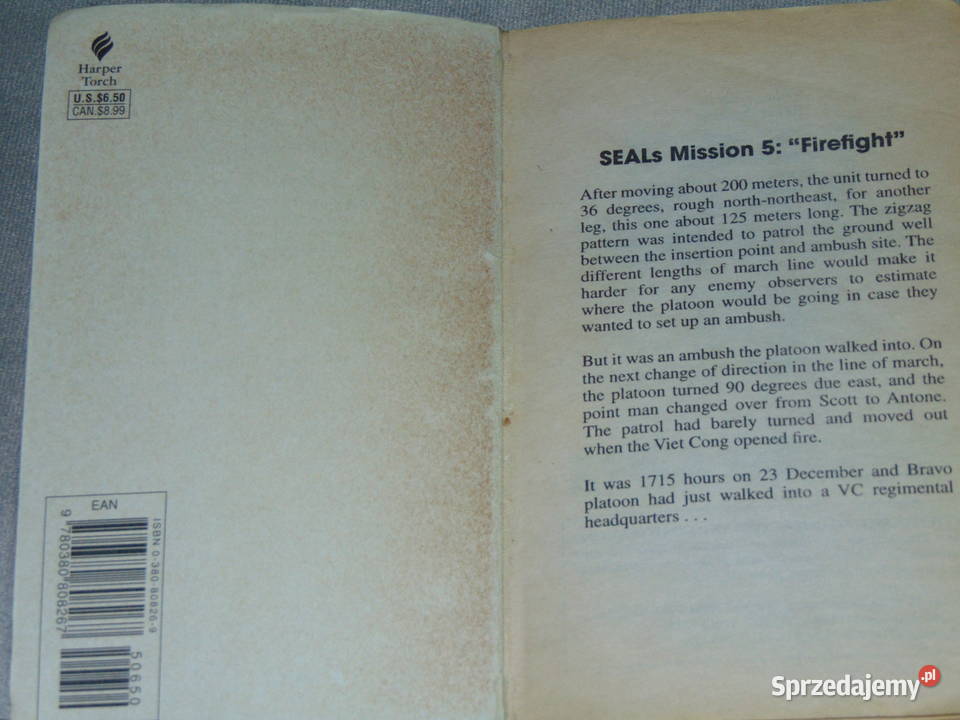 Harper
Torch
U.S.$6.50
CAN.$8.99
EAN
ISBN 0-380-80826-9
9 780380 808267
50650
SEALs Mission 5: “Firefight”
After moving about 200 meters, the unit turned to
36 degrees, rough north-northeast, for another
leg, this one about 125 meters long. The zigzag
pattern was intended to patrol the ground well
between the insertion point and ambush site. The
different lengths of march line would make it
harder for any enemy observers to estimate
where the platoon would be going in case they
wanted to set up an ambush.
But it was an ambush the platoon walked into. On
the next change of direction in the line of march,
the platoon turned 90 degrees due east, and the
point man changed over from Scott to Antone.
The patrol had barely turned and moved out
when the Viet Cong opened fire.
It was 1715 hours on 23 December and Bravo
platoon had just walked into a VC regimental
headquarters . . .
Sprzedajemy.pl